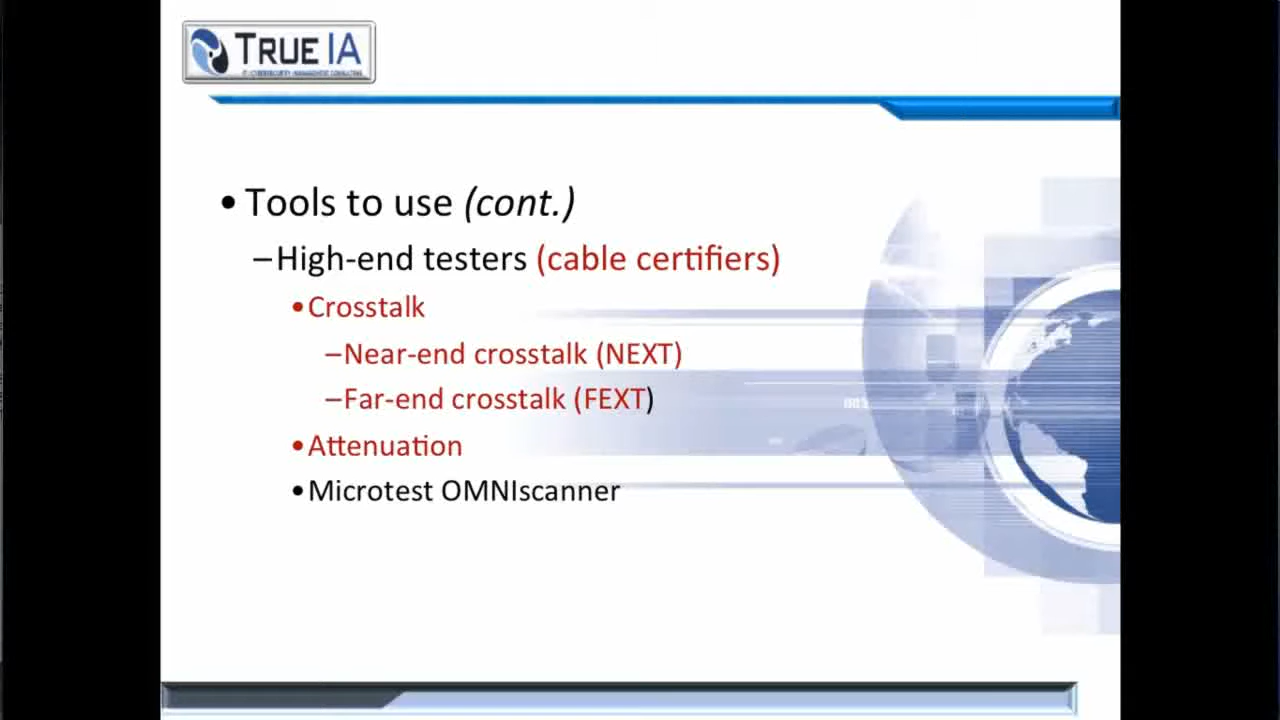 TRUE IA
• Tools to use (cont.)
–High-end testers (cable certifiers)
•Crosstalk
–Near-end crosstalk (NEXT)
–Far-end crosstalk (FEXT)
•Attenuation
•Microtest OMNIscanner